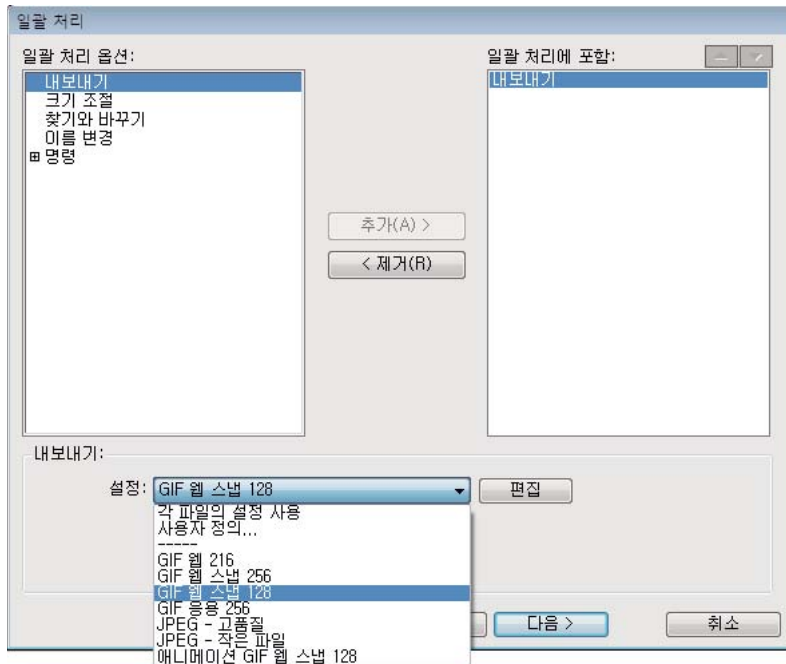 일괄 처리
일괄 처리 옵션:
내보내기
크기 조절
찾기와 바꾸기
이름 변경
명령
추가(A) >
< 제거(R)
일괄 처리에 포함:
내보내기
내보내기:
설정: GIF 웹 스냅 128
편집
각 파일의 설정 사용
사용자 정의...
-----
GIF 웹 216
GIF 웹 스냅 256
GIF 웹 스냅 128
GIF 응용 256
JPEG - 고품질
JPEG - 작은 파일
애니메이션 GIF 웹 스냅 128
다음 >
취소